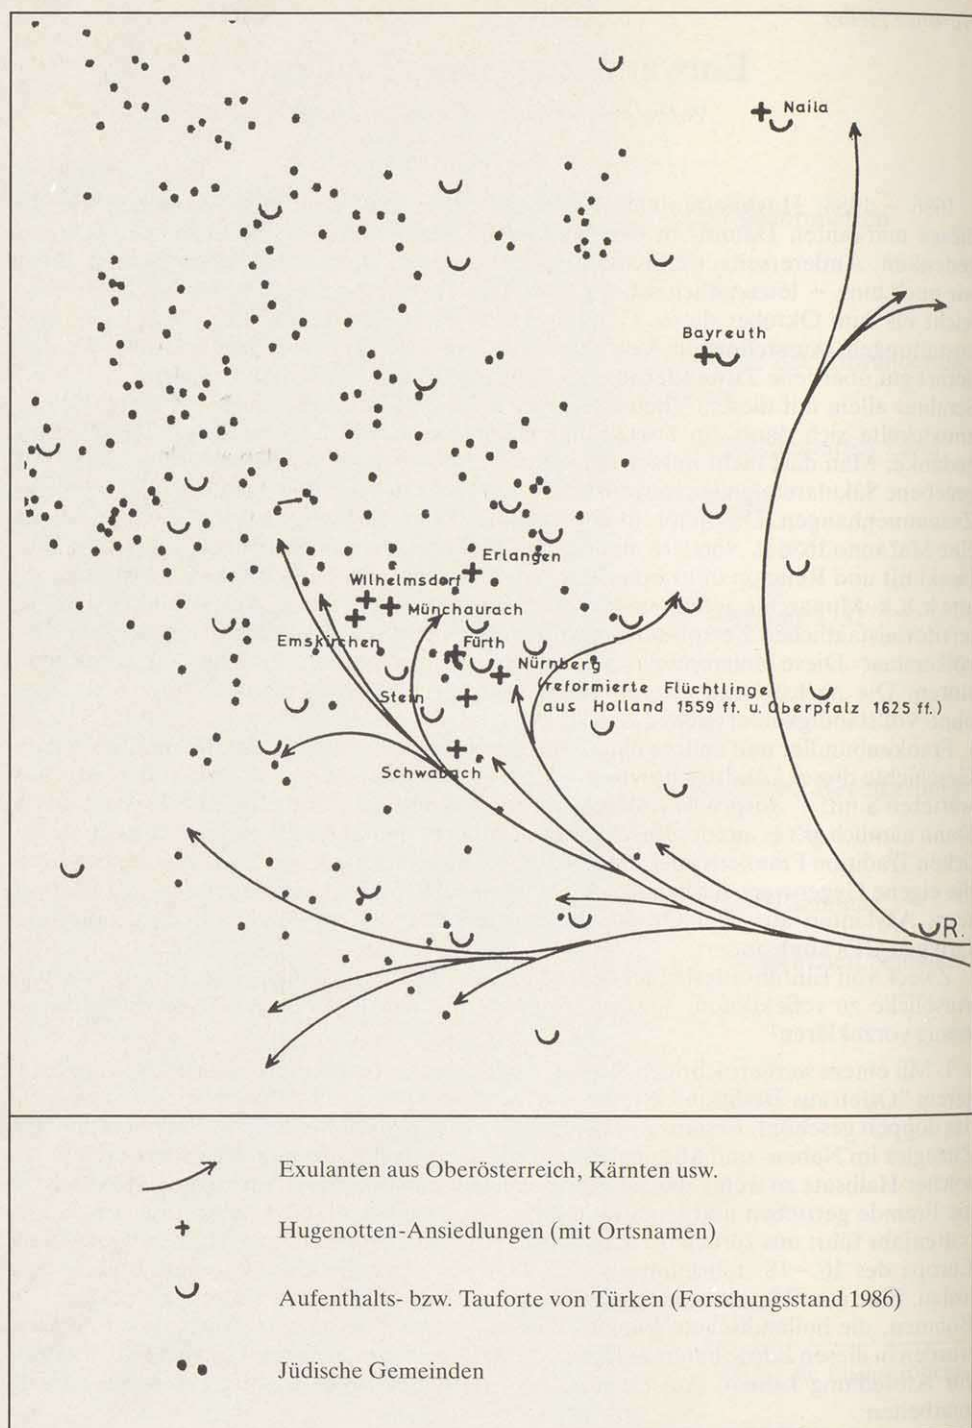 Naila
Bayreuth
Erlangen
Wilhelmsdorf
Münchaurach
Emskirchen
Fürth
Nürnberg
(reformierte Flüchtlinge
aus Holland 1559 ff. u. Oberpfalz 1625 ff.)
Stein
Schwabach
R.
Exulanten aus Oberösterreich, Kärnten usw.
Hugenotten-Ansiedlungen (mit Ortsnamen)
Aufenthalts- bzw. Tauforte von Türken (Forschungsstand 1986)
Jüdische Gemeinden